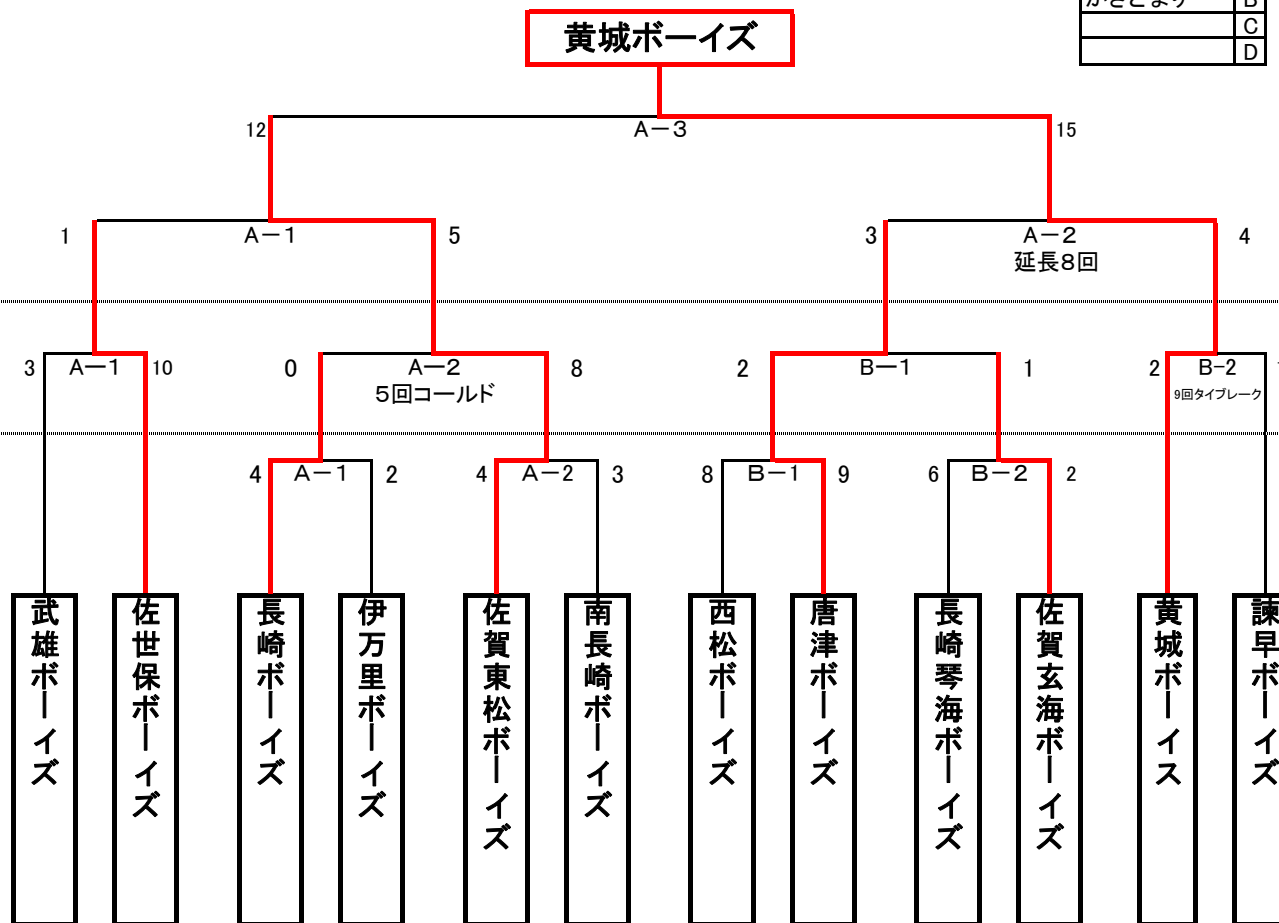 B
C
D
黄城ボーイズ
12
A-3
15
1
A-1
5
3
A-2
4
延長8回
3
A-1
10
0
A-2
8
2
B-1
1
2
B-2
5回コールド
9回タイブレーク
4
A-1
2
4
A-2
3
8
B-1
9
6
B-2
2
武雄ボーイズ
佐世保ボーイズ
長崎ボーイズ
伊万里ボーイズ
佐賀東松ボーイズ
南長崎ボーイズ
西松ボーイズ
唐津ボーイズ
長崎琴海ボーイズ
佐賀玄海ボーイズ
黄城ボーイス
諫早ボーイズ